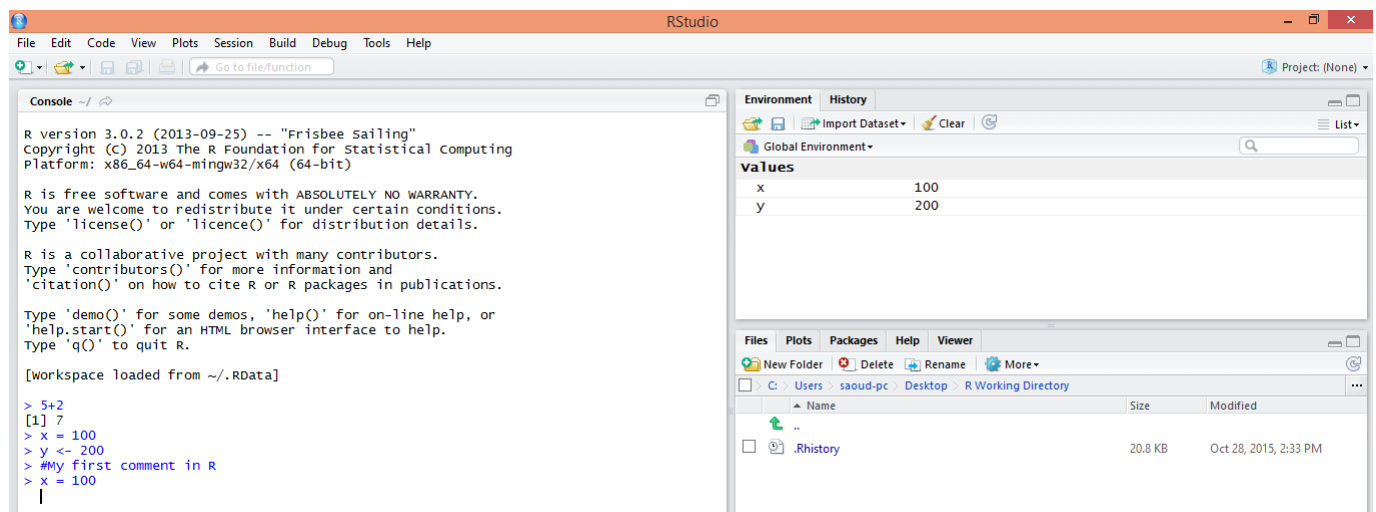 RStudio
File Edit Code View Plots Session Build Debug Tools Help
Go to file/function
Project: (None)
Console ~/
R version 3.0.2 (2013-09-25) -- "Frisbee Sailing"
Copyright (C) 2013 The R Foundation for Statistical Computing
Platform: x86_64-w64-mingw32/x64 (64-bit)
R is free software and comes with ABSOLUTELY NO WARRANTY.
You are welcome to redistribute it under certain conditions.
Type 'license()' or 'licence()' for distribution details.
R is a collaborative project with many contributors.
Type 'contributors()' for more information and
'citation()' on how to cite R or R packages in publications.
Type 'demo()' for some demos, 'help()' for on-line help, or
'help.start()' for an HTML browser interface to help.
Type 'q()' to quit R.
[Workspace loaded from ~/.RData]
> 5+2
[1] 7
> x = 100
> y <- 200
> #My first comment in R
> x = 100
Environment History
Import Dataset Clear
List
Global Environment
Values
x 100
y 200
Files Plots Packages Help Viewer
New Folder Delete Rename More
C: Users saoud-pc Desktop R Working Directory
...
Name Size Modified
..
.Rhistory 20.8 KB Oct 28, 2015, 2:33 PM